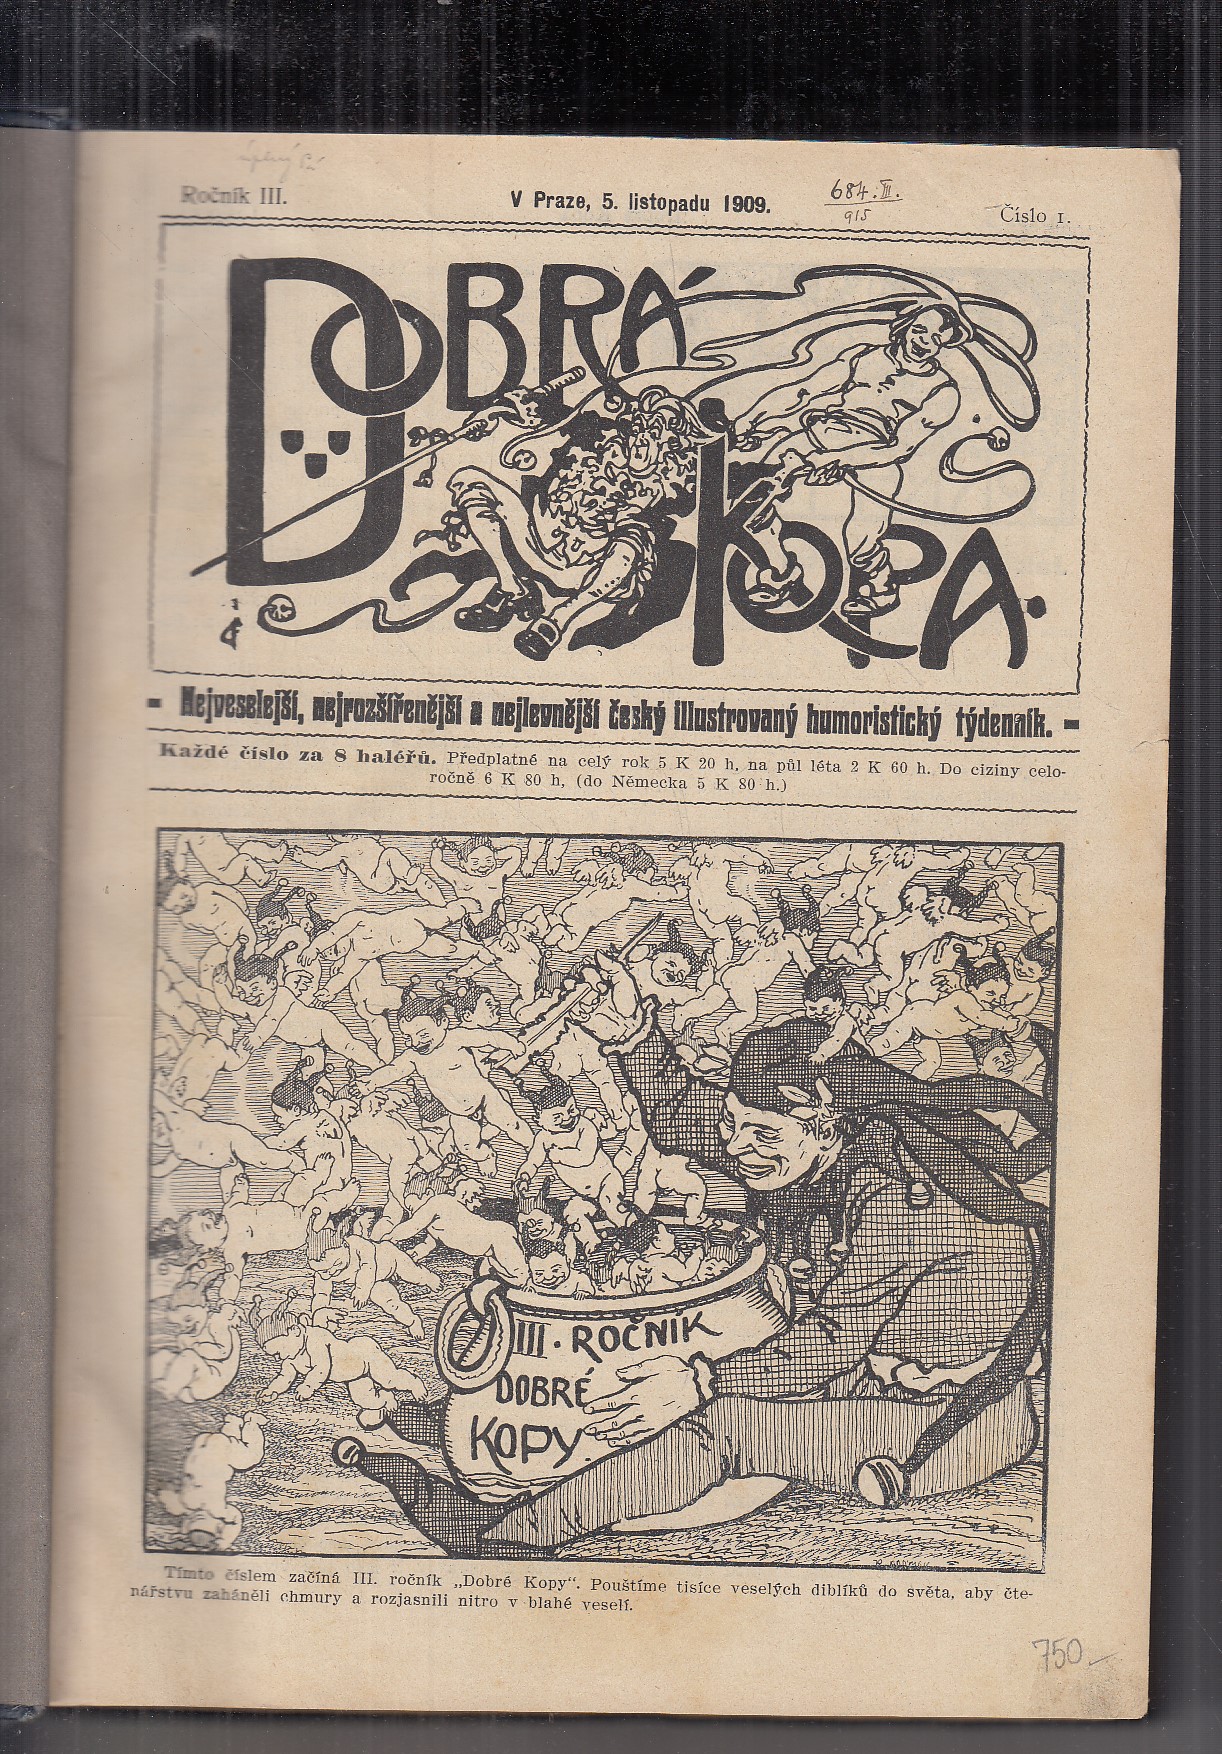 Ročník III.
V Praze, 5. listopadu 1909.
684.III.
915
Číslo 1.
DOBRÁ
KOPA.
- Nejveselejší, nejrozšířenější a nejlevnější český illustrovaný humoristický týdenník. -
Každé číslo za 8 haléřů. Předplatné na celý rok 5 K 20 h, na půl léta 2 K 60 h. Do ciziny celo-
ročně 6 K 80 h, (do Německa 5 K 80 h.)
III. ROČNÍK
DOBRÉ
KOPY.
Tímto číslem začíná III. ročník „Dobré Kopy“. Pouštíme tisíce veselých diblíků do světa, aby čte-
nářstvu zaháněli chmury a rozjasnili nitro v blahé veselí.
750.-